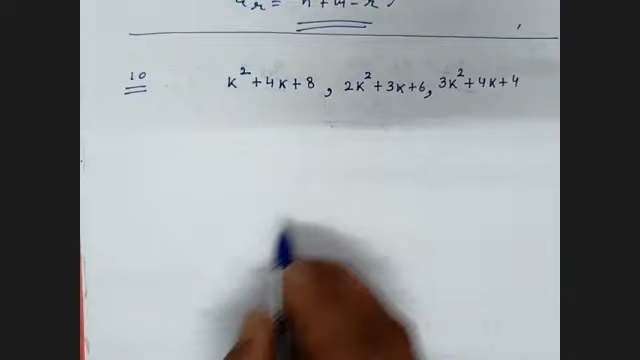 10 k² + 4k + 8 , 2k² + 3k + 6 , 3k² + 4k + 4